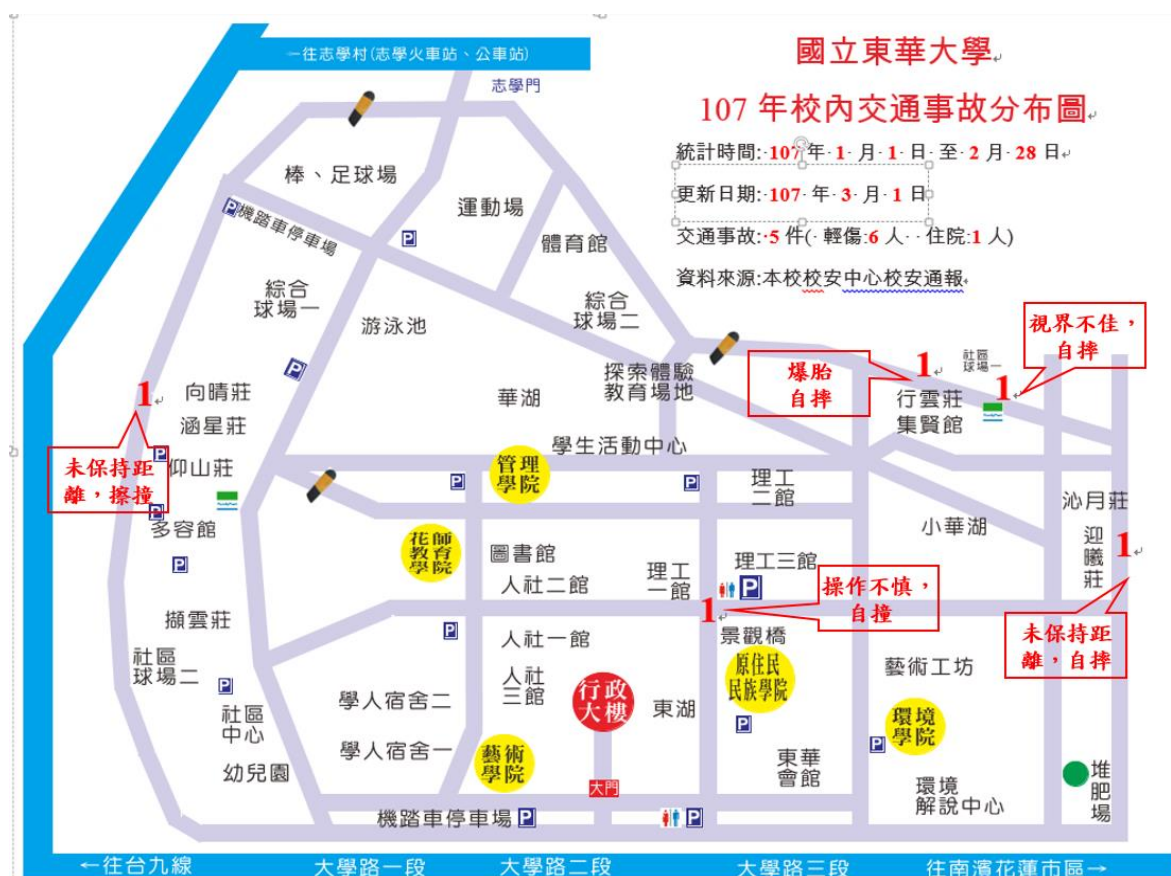 國立東華大學
107 年校內交通事故分布圖
統計時間: 107 年 1 月 1 日 至 2 月 28 日
更新日期: 107 年 3 月 1 日
交通事故: 5 件( 輕傷:6 人 住院:1 人)
資料來源:本校校安中心校安通報
←往志學村(志學火車站、公車站)
志學門
棒、足球場
運動場
P
機踏車停車場
P
體育館
綜合
球場一
游泳池
綜合
球場二
視界不佳，
自摔
社區
球場一
1
1
爆胎
自摔
P
探索體驗
教育場地
向晴莊
1
華湖
行雲莊
集賢館
涵星莊
學生活動中心
未保持距
離，擦撞
P
仰山莊
管理
學院
P
P
理工
二館
沁月莊
P
多容館
小華湖
花師
教育
學院
圖書館
迎曦莊
1
P
人社二館
理工
一館
理工三館
P
操作不慎，
自撞
1
擷雲莊
P
人社一館
景觀橋
未保持距
離，自摔
社區
球場二
P
人社
三館
原住民
民族學院
藝術工坊
學人宿舍二
行政
大樓
東湖
社區
中心
P
環境
學院
P
學人宿舍一
藝術
學院
東華
會館
幼兒園
堆肥場
大門
環境
解說中心
機踏車停車場 P
P
←往台九線
大學路一段
大學路二段
大學路三段
往南濱花蓮市區→